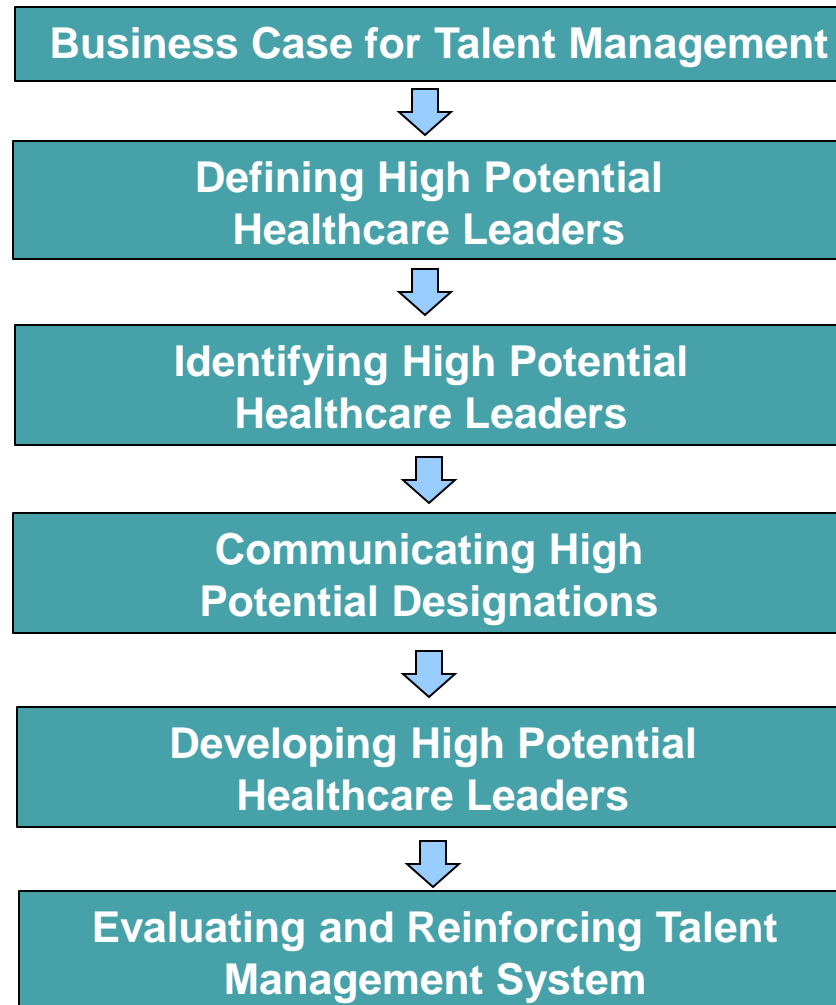 Business Case for Talent Management
Defining High Potential
Healthcare Leaders
Identifying High Potential
Healthcare Leaders
Communicating High
Potential Designations
Developing High Potential
Healthcare Leaders
Evaluating and Reinforcing Talent
Management System